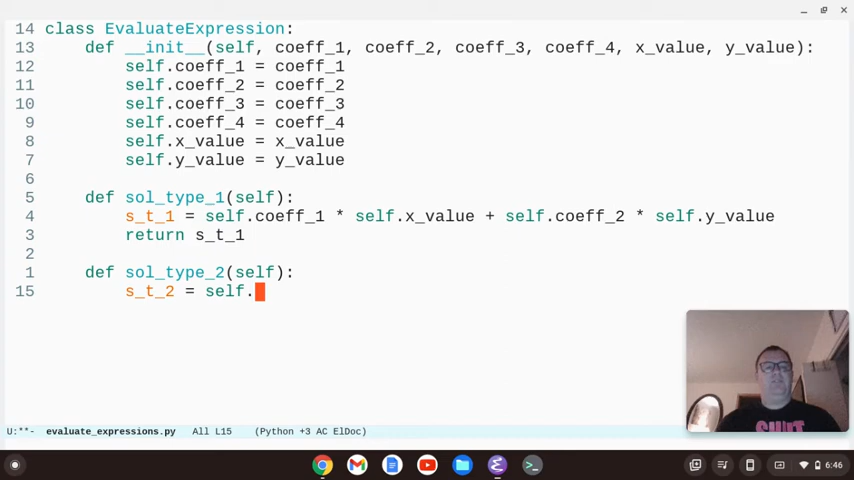 14 class EvaluateExpression:
13 def __init__(self, coeff_1, coeff_2, coeff_3, coeff_4, x_value, y_value):
12 self.coeff_1 = coeff_1
11 self.coeff_2 = coeff_2
10 self.coeff_3 = coeff_3
9 self.coeff_4 = coeff_4
8 self.x_value = x_value
7 self.y_value = y_value
6
5 def sol_type_1(self):
4 s_t_1 = self.coeff_1 * self.x_value + self.coeff_2 * self.y_value
3 return s_t_1
2
1 def sol_type_2(self):
15 s_t_2 = self.
U:**- evaluate_expressions.py All L15 (Python +3 AC ElDoc)
6:46